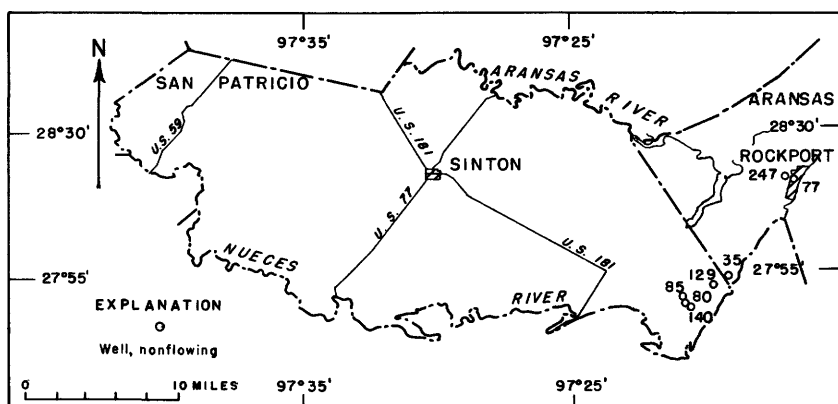 97°35'
97°25'
N
SAN PATRICIO
ARANSAS
RIVER
ARANSAS
U.S. 59
U.S. 181
28°30'
28°30'
ROCKPORT
SINTON
247
77
U.S. 77
NUECES
U.S. 181
35
27°55'
129
27°55'
85
80
RIVER
140
EXPLANATION
Well, nonflowing
0
10 MILES
97°35'
97°25'